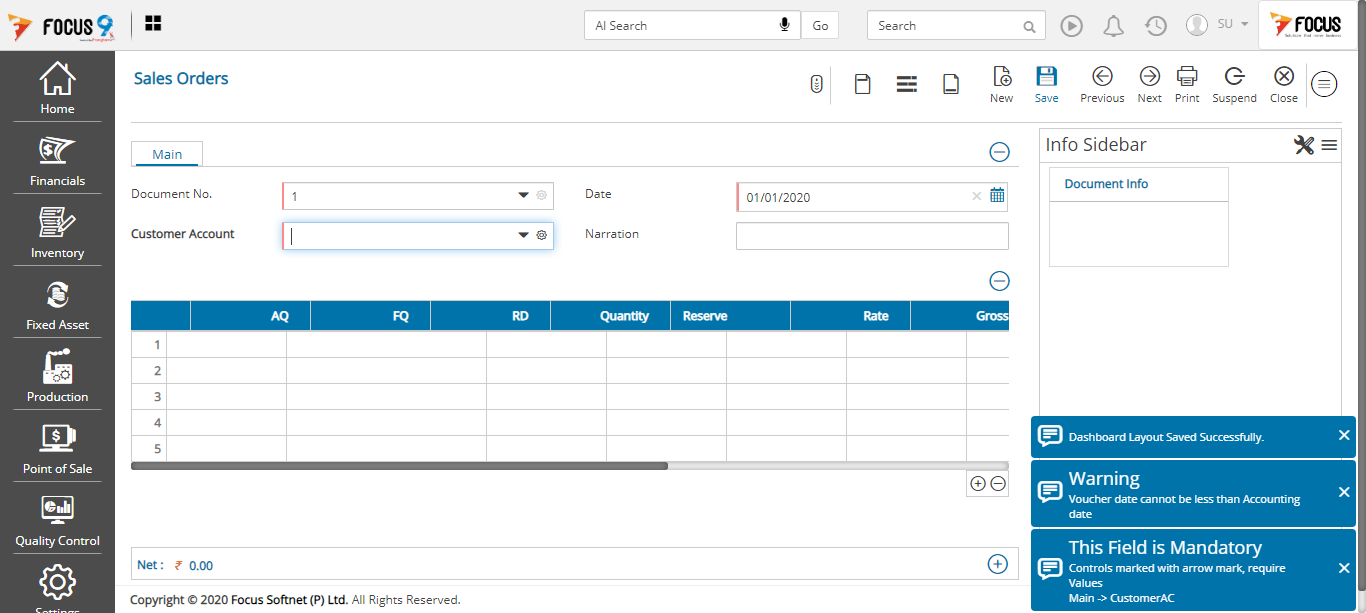 FOCUS 9
AI Search
Go
Search
SU
FOCUS
Home
Financials
Inventory
Fixed Asset
Production
Point of Sale
Quality Control
Settings
Sales Orders
New
Save
Previous
Next
Print
Suspend
Close
Main
Document No.
1
Date
01/01/2020
Customer Account
Narration
AQ FQ RD Quantity Reserve Rate Gross
1
2
3
4
5
Net : ₹ 0.00
Copyright © 2020 Focus Softnet (P) Ltd. All Rights Reserved.
Info Sidebar
Document Info
Dashboard Layout Saved Successfully.
Warning
Voucher date cannot be less than Accounting
date
This Field is Mandatory
Controls marked with arrow mark, require
Values
Main -> CustomerAC